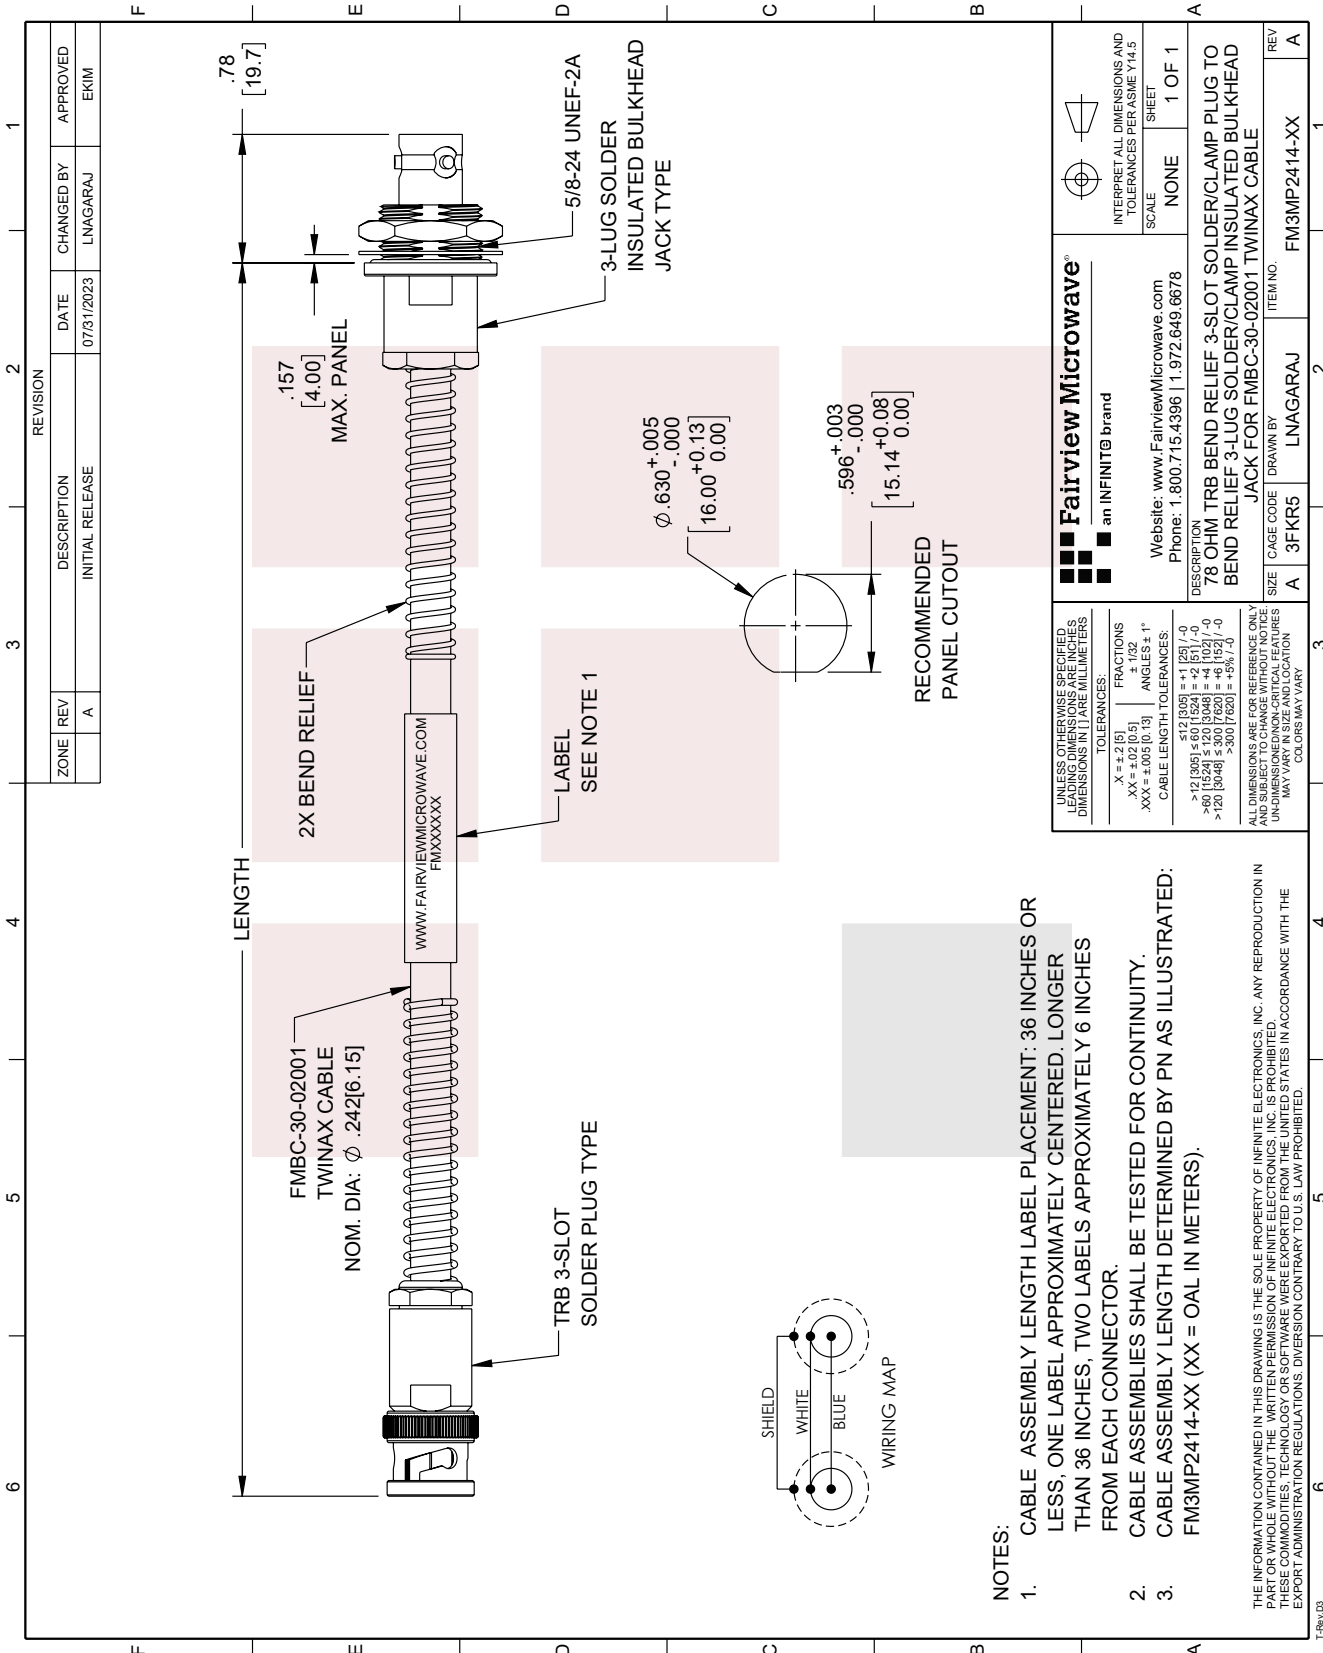 REVISION
ZONE REV DESCRIPTION DATE CHANGED BY APPROVED
A INITIAL RELEASE 07/31/2023 LNAGARAJ EKIM
6 5 4 3 2 1
F
E
D
C
B
A
LENGTH
.78
[19.7]
.157
[4.00]
MAX. PANEL
FMBC-30-02001
TWINAX CABLE
NOM. DIA: Ø .242[6.15]
2X BEND RELIEF
WWW.FAIRVIEWMICROWAVE.COM
FMXXXXXX
5/8-24 UNEF-2A
3-LUG SOLDER
INSULATED BULKHEAD
JACK TYPE
TRB 3-SLOT
SOLDER PLUG TYPE
LABEL
SEE NOTE 1
Ø.630 +.005 -.000
[16.00 +0.13 0.00]
.596 +.003 -.000
[15.14 +0.08 0.00]
RECOMMENDED
PANEL CUTOUT
SHIELD
WHITE
BLUE
WIRING MAP
NOTES:
1. CABLE ASSEMBLY LENGTH LABEL PLACEMENT: 36 INCHES OR
LESS, ONE LABEL APPROXIMATELY CENTERED. LONGER
THAN 36 INCHES, TWO LABELS APPROXIMATELY 6 INCHES
FROM EACH CONNECTOR.
2. CABLE ASSEMBLIES SHALL BE TESTED FOR CONTINUITY.
3. CABLE ASSEMBLY LENGTH DETERMINED BY PN AS ILLUSTRATED:
FM3MP2414-XX (XX = OAL IN METERS).
THE INFORMATION CONTAINED IN THIS DRAWING IS THE SOLE PROPERTY OF INFINITE ELECTRONICS, INC. ANY REPRODUCTION IN
PART OR WHOLE WITHOUT THE WRITTEN PERMISSION OF INFINITE ELECTRONICS, INC. IS PROHIBITED.
THESE COMMODITIES, TECHNOLOGY OR SOFTWARE WERE EXPORTED FROM THE UNITED STATES IN ACCORDANCE WITH THE
EXPORT ADMINISTRATION REGULATIONS. DIVERSION CONTRARY TO U.S. LAW PROHIBITED.
UNLESS OTHERWISE SPECIFIED
LEADING DIMENSIONS ARE INCHES
DIMENSIONS IN [ ] ARE MILLIMETERS
TOLERANCES:
.X = ±.2 [5] FRACTIONS
.XX = ±.02 [0.5] ± 1/32
.XXX = ±.005 [0.13] ANGLES ± 1°
CABLE LENGTH TOLERANCES:
≤12 [305] = +1 [25] / -0
>12 [305] ≤ 60 [1524] = +2 [51] / -0
>60 [1524] ≤ 120 [3048] = +4 [102] / -0
>120 [3048] ≤ 300 [7620] = +6 [152] / -0
>300 [7620] = +5% / -0
ALL DIMENSIONS ARE FOR REFERENCE ONLY
AND SUBJECT TO CHANGE WITHOUT NOTICE.
UN-DIMENSIONED/NON-CRITICAL FEATURES
MAY VARY IN SIZE AND LOCATION
COLORS MAY VARY
Fairview Microwave®
an INFINITE brand
Website: www.FairviewMicrowave.com
Phone: 1.800.715.4396 | 1.972.649.6678
INTERPRET ALL DIMENSIONS AND
TOLERANCES PER ASME Y14.5
SCALE SHEET
NONE 1 OF 1
DESCRIPTION
78 OHM TRB BEND RELIEF 3-SLOT SOLDER/CLAMP PLUG TO
BEND RELIEF 3-LUG SOLDER/CLAMP INSULATED BULKHEAD
JACK FOR FMBC-30-02001 TWINAX CABLE
SIZE CAGE CODE DRAWN BY ITEM NO. REV
A 3FKR5 LNAGARAJ FM3MP2414-XX A
6 5 4 3 2 1
F
E
D
C
B
A
T-Rev.D3